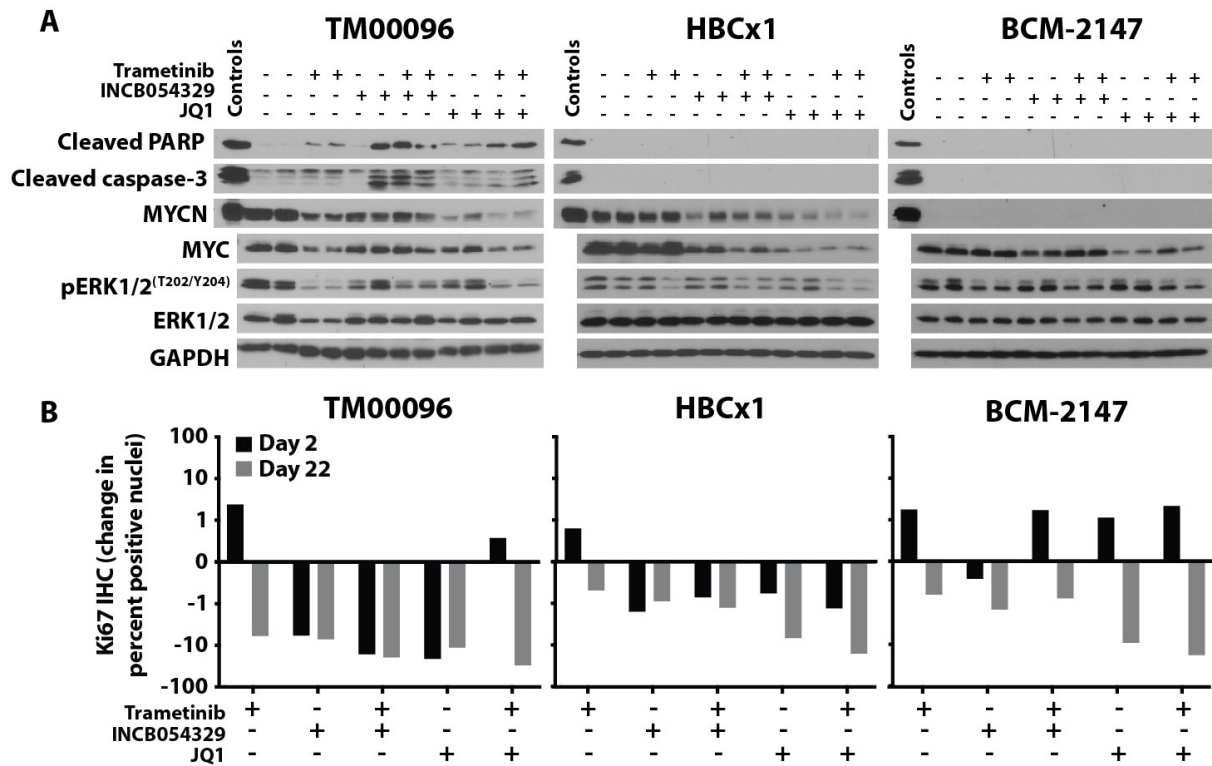 A
TM00096 HBCx1 BCM-2147
Controls Controls Controls
Trametinib - - + + - - + + - - + + - - + + - - + + - - + + - - + + - - + + - - + +
INCB054329 - - - - + + + + - - - - - - - - + + + + - - - - - - - - + + + + - - - -
JQ1 - - - - - - - - + + + + - - - - - - - - + + + + - - - - - - - - + + + +
Cleaved PARP
Cleaved caspase-3
MYCN
MYC
pERK1/2(T202/Y204)
ERK1/2
GAPDH
B
TM00096 HBCx1 BCM-2147
Ki67 IHC (change in
percent positive nuclei)
100
10
1
0
-1
-10
-100
Day 2
Day 22
Trametinib + - + - + + - + - + + - + - +
INCB054329 - + + - - - + + - - - + + - -
JQ1 - - - + + - - - + + - - - + +